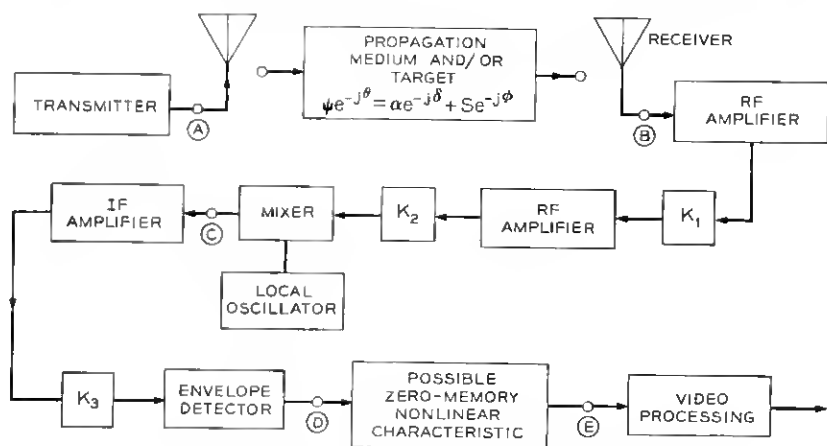 PROPAGATION
MEDIUM AND/OR
TARGET
ψe^{-jθ} = αe^{-jδ} + Se^{-jϕ}
RECEIVER
TRANSMITTER
A
B
RF
AMPLIFIER
IF
AMPLIFIER
C
MIXER
K₂
RF
AMPLIFIER
K₁
LOCAL
OSCILLATOR
K₃
ENVELOPE
DETECTOR
D
POSSIBLE
ZERO-MEMORY
NONLINEAR
CHARACTERISTIC
E
VIDEO
PROCESSING